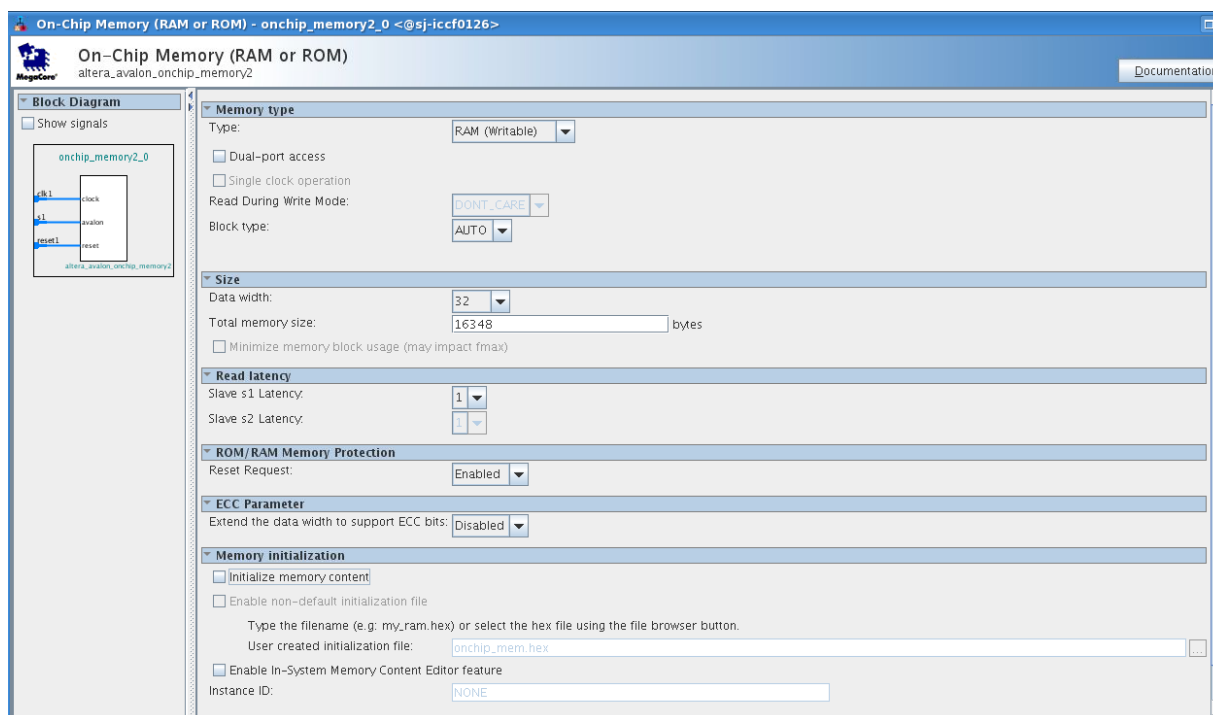 On-Chip Memory (RAM or ROM) - onchip_memory2_0 <@sj-iccf0126>
On-Chip Memory (RAM or ROM)
altera_avalon_onchip_memory2
MegaCore'
Documentatio
Block Diagram
Show signals
onchip_memory2_0
clk1
clock
s1
avalon
reset1
reset
altera_avalon_onchip_memory2
Memory type
Type: RAM (Writable)
Dual-port access
Single clock operation
Read During Write Mode: DONT_CARE
Block type: AUTO
Size
Data width: 32
Total memory size: 16348 bytes
Minimize memory block usage (may impact fmax)
Read latency
Slave s1 Latency: 1
Slave s2 Latency: 1
ROM/RAM Memory Protection
Reset Request: Enabled
ECC Parameter
Extend the data width to support ECC bits: Disabled
Memory initialization
Initialize memory content
Enable non-default initialization file
Type the filename (e.g: my_ram.hex) or select the hex file using the file browser button.
User created initialization file: onchip_mem.hex ...
Enable In-System Memory Content Editor feature
Instance ID: NONE